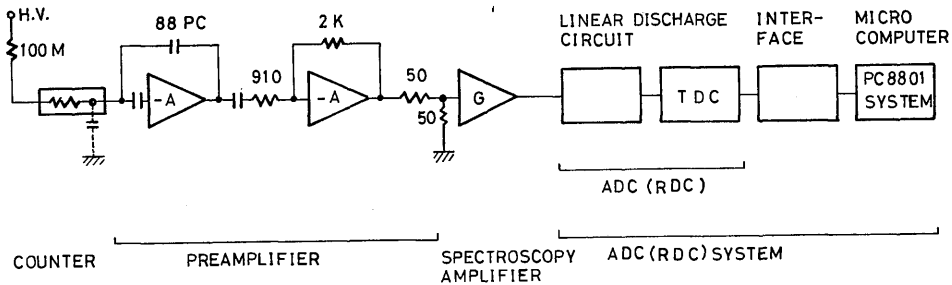 H.V.
100 M
88 PC
910
2 K
50
50
-A
-A
G
LINEAR DISCHARGE
CIRCUIT
INTER-
FACE
MICRO
COMPUTER
TDC
PC8801
SYSTEM
ADC (RDC)
COUNTER
PREAMPLIFIER
SPECTROSCOPY
AMPLIFIER
ADC(RDC)SYSTEM